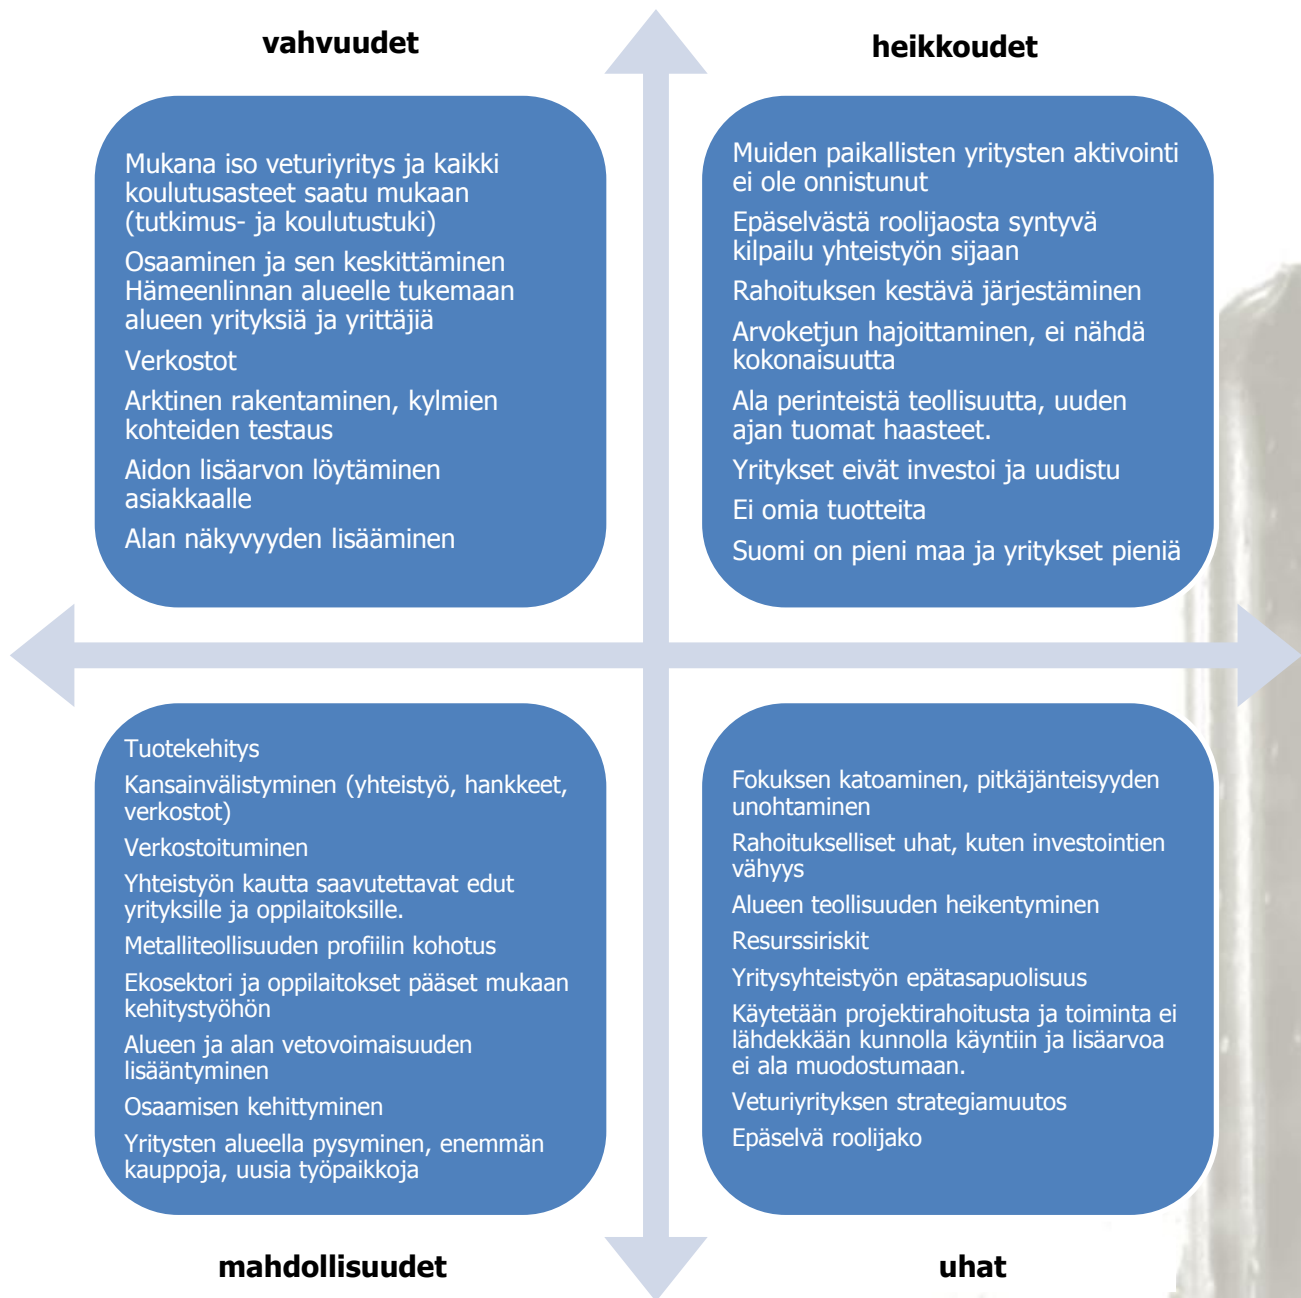 vahvuudet
Mukana iso veturiyritys ja kaikki
koulutusasteet saatu mukaan
(tutkimus- ja koulutustuki)
Osaaminen ja sen keskittäminen
Hämeenlinnan alueelle tukemaan
alueen yrityksiä ja yrittäjiä
Verkostot
Arktinen rakentaminen, kylmien
kohteiden testaus
Aidon lisäarvon löytäminen
asiakkaalle
Alan näkyvyyden lisääminen
heikkoudet
Muiden paikallisten yritysten aktivointi
ei ole onnistunut
Epäselvästä roolijaosta syntyvä
kilpailu yhteistyön sijaan
Rahoituksen kestävä järjestäminen
Arvoketjun hajoittaminen, ei nähdä
kokonaisuutta
Ala perinteistä teollisuutta, uuden
ajan tuomat haasteet.
Yritykset eivät investoi ja uudistu
Ei omia tuotteita
Suomi on pieni maa ja yritykset pieniä
Tuotekehitys
Kansainvälistyminen (yhteistyö, hankkeet,
verkostot)
Verkostoituminen
Yhteistyön kautta saavutettavat edut
yrityksille ja oppilaitoksille.
Metalliteollisuuden profiilin kohotus
Ekosektori ja oppilaitokset pääset mukaan
kehitystyöhön
Alueen ja alan vetovoimaisuuden
lisääntyminen
Osaamisen kehittyminen
Yritysten alueella pysyminen, enemmän
kauppoja, uusia työpaikkoja
mahdollisuudet
Fokuksen katoaminen, pitkäjänteisyyden
unohtaminen
Rahoitukselliset uhat, kuten investointien
vähyys
Alueen teollisuuden heikentyminen
Resurssiriskit
Yritysyhteistyön epätasapuolisuus
Käytetään projektirahoitusta ja toiminta ei
lähdekkään kunnolla käyntiin ja lisäarvoa
ei ala muodostumaan.
Veturiyrityksen strategiamuutos
Epäselvä roolijako
uhat